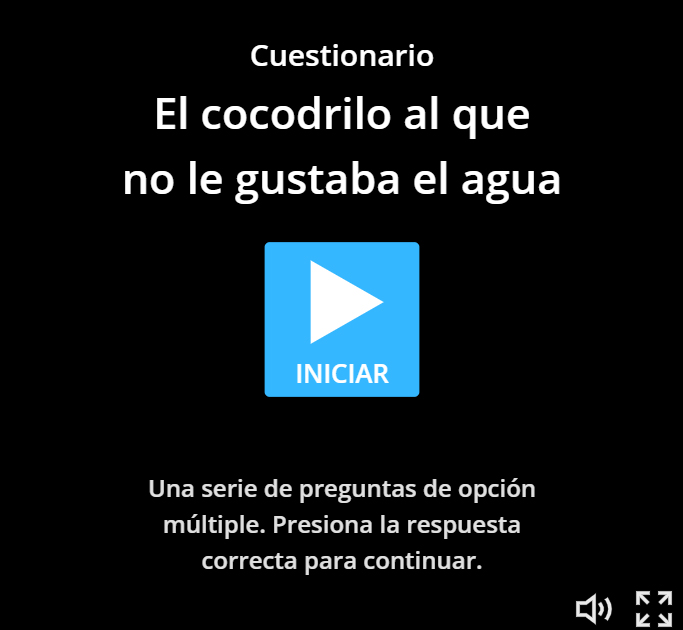 Cuestionario
El cocodrilo al que
no le gustaba el agua
INICIAR
Una serie de preguntas de opción
múltiple. Presiona la respuesta
correcta para continuar.